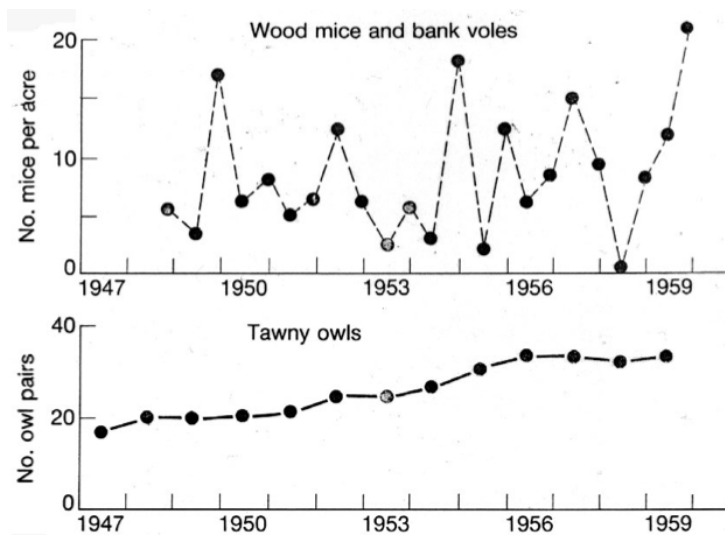 Wood mice and bank voles
No. mice per acre
20
10
0
1947 1950 1953 1956 1959
Tawny owls
No. owl pairs
40
20
0
1947 1950 1953 1956 1959